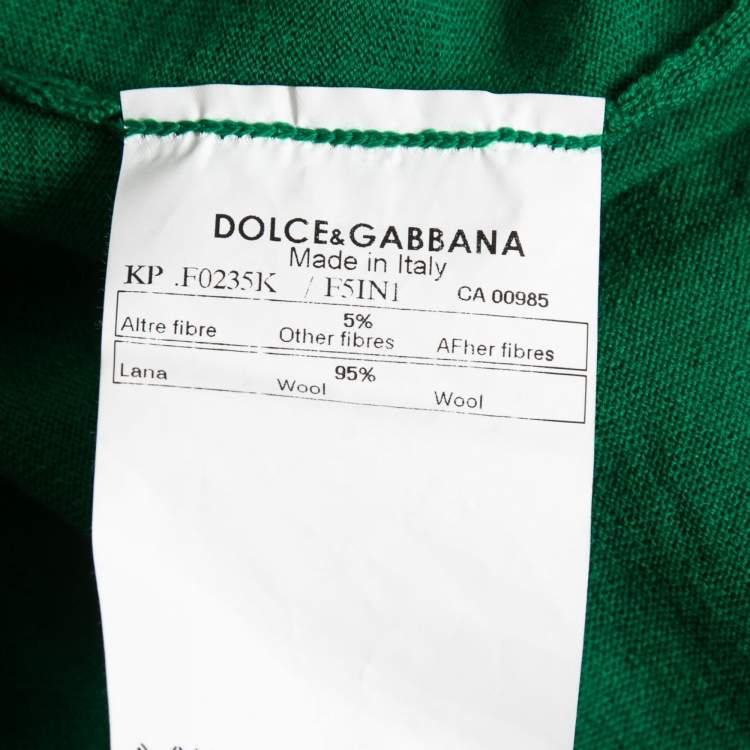 DOLCE&GABBANA
Made in Italy
KP .F0235K / F5IN1 CA 00985
5%
Altre fibre Other fibres AFher fibres
95%
Lana Wool Wool